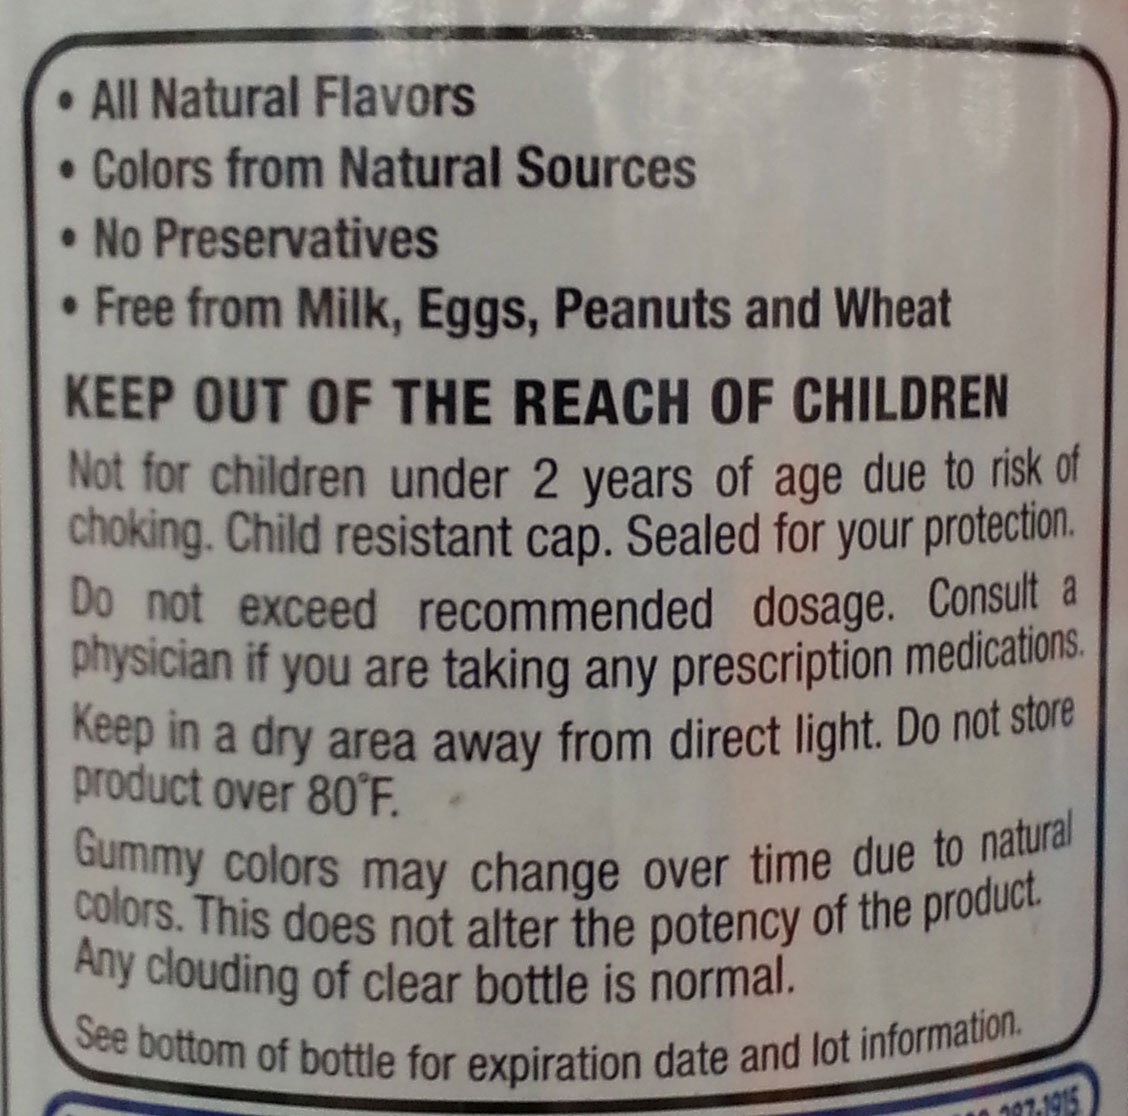 • All Natural Flavors
• Colors from Natural Sources
• No Preservatives
• Free from Milk, Eggs, Peanuts and Wheat
KEEP OUT OF THE REACH OF CHILDREN
Not for children under 2 years of age due to risk of
choking. Child resistant cap. Sealed for your protection.
Do not exceed recommended dosage. Consult a
physician if you are taking any prescription medications.
Keep in a dry area away from direct light. Do not store
product over 80°F.
Gummy colors may change over time due to natural
colors. This does not alter the potency of the product.
Any clouding of clear bottle is normal.
See bottom of bottle for expiration date and lot information.